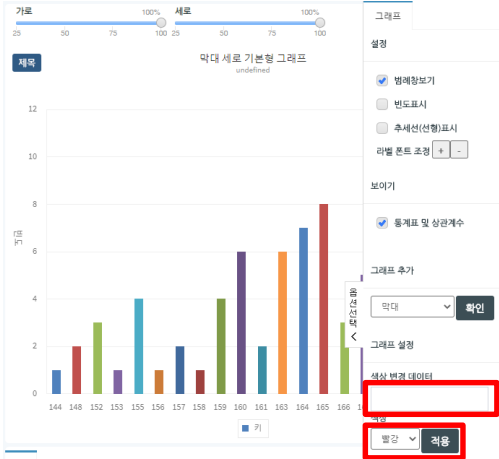 가로 100% 세로 100%
25 50 75 100 25 50 75 100
제목
막대 세로 기본형 그래프
undefined
12
10
8
6
4
2
0
빈도
144 148 152 153 155 156 157 158 159 160 161 163 164 165 166
키
옵션선택
그래프
설정
범례창보기
빈도표시
추세선(선형)표시
라벨 폰트 조정 + -
보이기
통계표 및 상관계수
그래프 추가
막대 확인
그래프 설정
색상 변경 데이터
빨강 적용